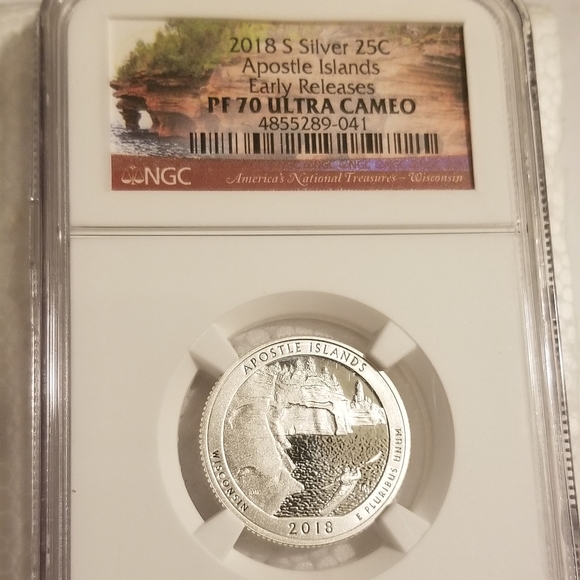 2018 S Silver 25C
Apostle Islands
Early Releases
PF 70 ULTRA CAMEO
4855289-041
NGC
America's National Treasures – Wisconsin
APOSTLE ISLANDS
WISCONSIN
2018
E PLURIBUS UNUM